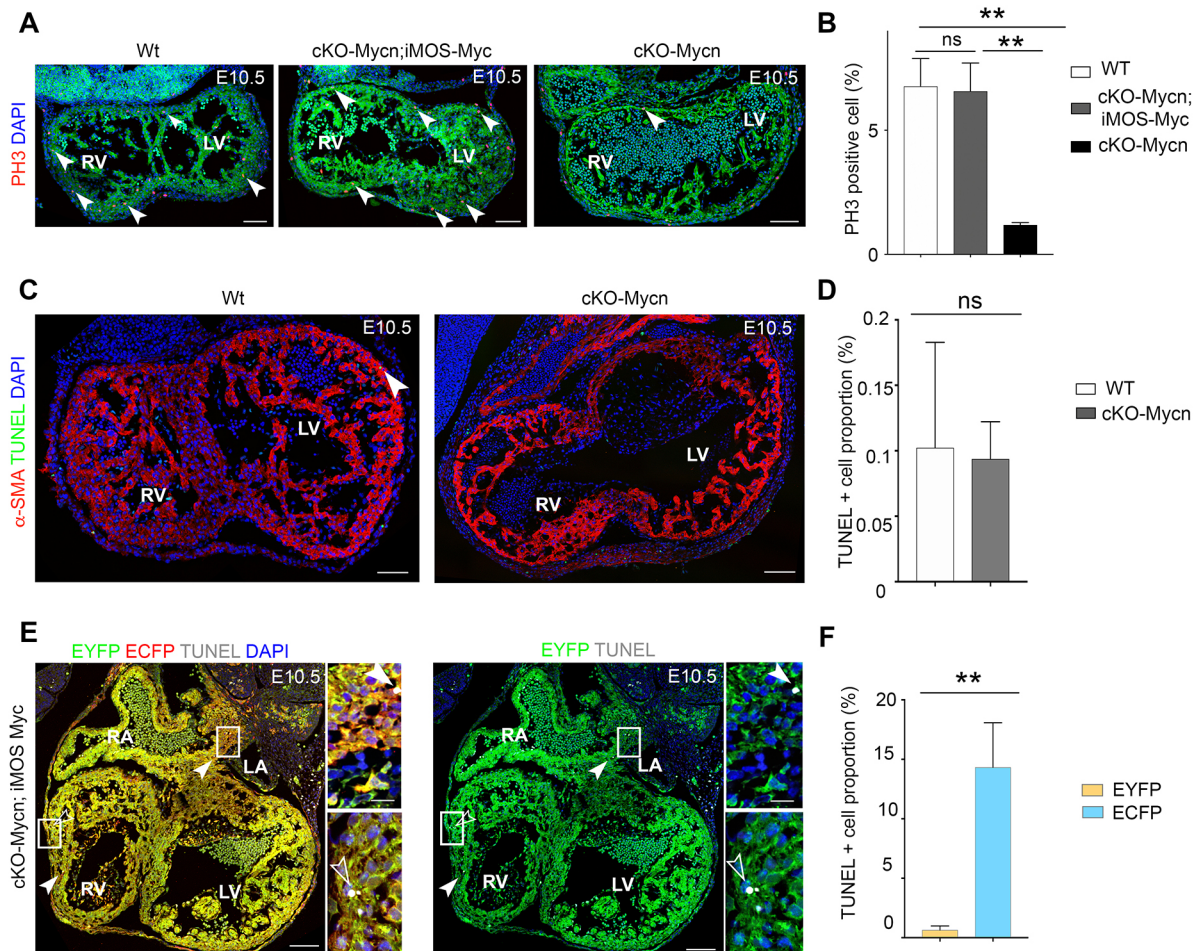 A
Wt
cKO-Mycn;iMOS-Myc
cKO-Mycn
PH3 DAPI
E10.5
RV
LV
E10.5
RV
LV
E10.5
RV
LV
B
**
ns
**
PH3 positive cell (%)
5
0
WT
cKO-Mycn;
iMOS-Myc
cKO-Mycn
C
Wt
cKO-Mycn
α-SMA TUNEL DAPI
E10.5
LV
RV
E10.5
LV
RV
D
ns
TUNEL + cell proportion (%)
0.2
0.15
0.1
0.05
0
WT
cKO-Mycn
E
EYFP ECFP TUNEL DAPI
EYFP TUNEL
cKO-Mycn; iMOS Myc
E10.5
RA
LA
RV
LV
E10.5
RA
LA
RV
LV
F
**
TUNEL + cell proportion (%)
20
15
10
5
0
EYFP
ECFP